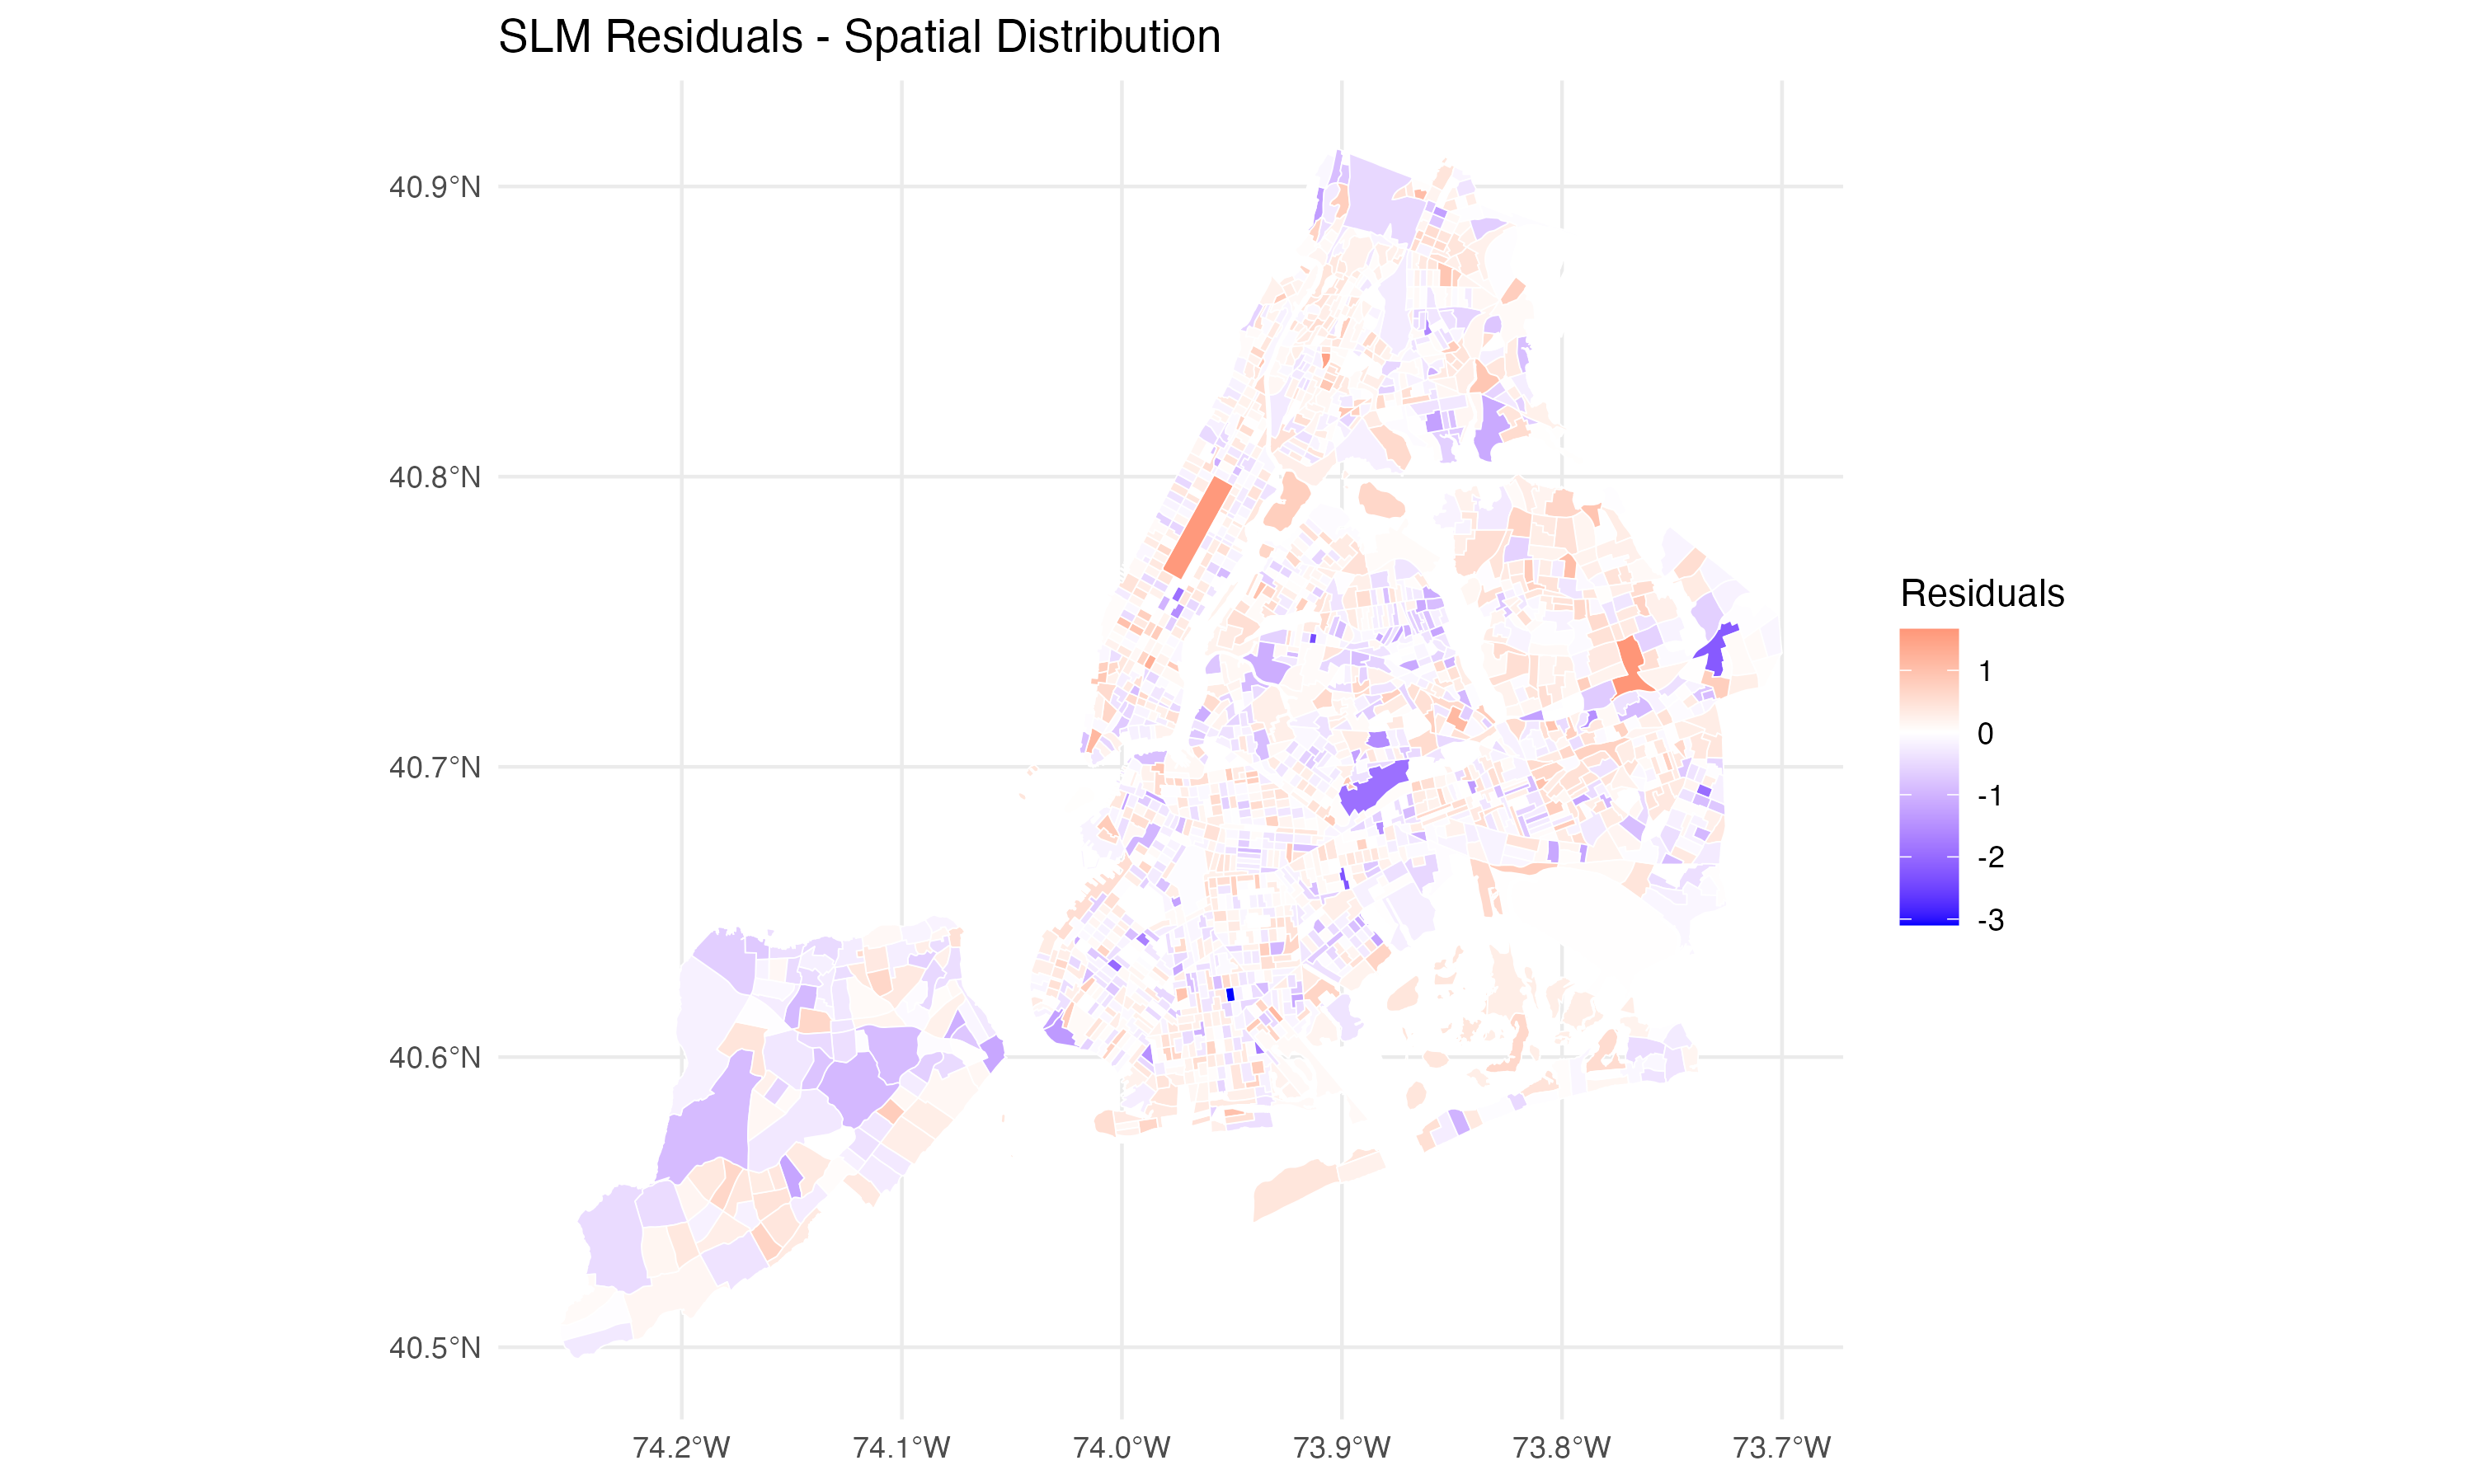 SLM Residuals - Spatial Distribution
40.9°N
40.8°N
40.7°N
40.6°N
40.5°N
74.2°W
74.1°W
74.0°W
73.9°W
73.8°W
73.7°W
Residuals
1
0
-1
-2
-3